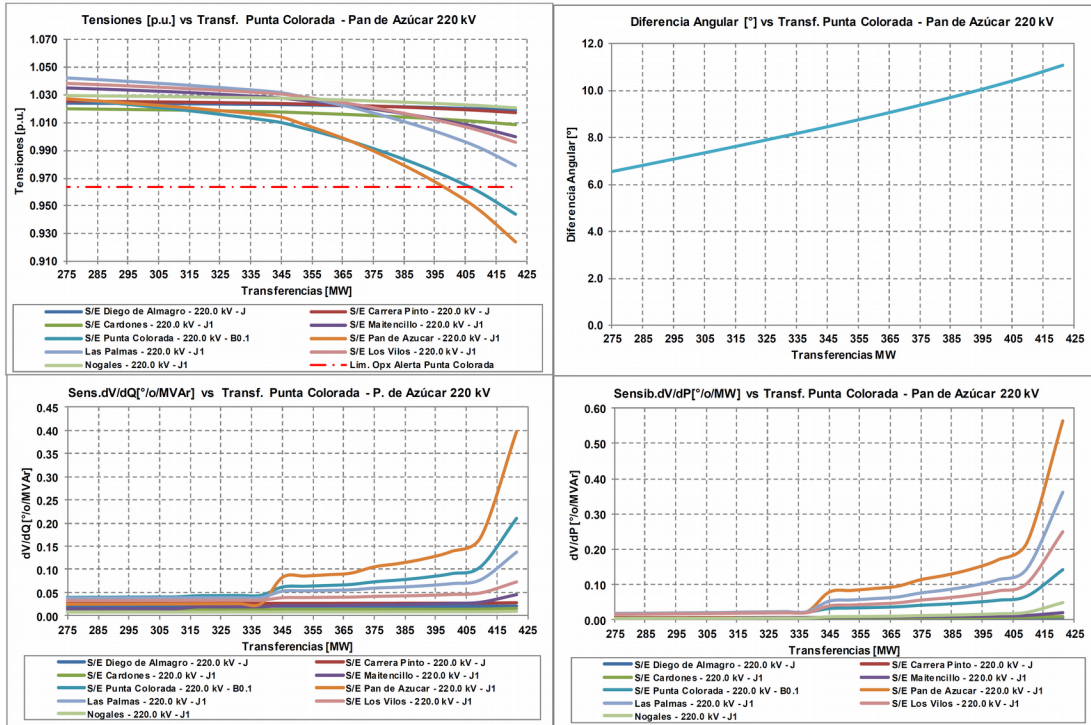 Tensiones [p.u.] vs Transf. Punta Colorada - Pan de Azúcar 220 kV
Tensiones [p.u.]
1.070
1.050
1.030
1.010
0.990
0.970
0.950
0.930
0.910
275 285 295 305 315 325 335 345 355 365 375 385 395 405 415 425
Transferencias [MW]
S/E Diego de Almagro - 220.0 kV - J
S/E Carrera Pinto - 220.0 kV - J
S/E Cardones - 220.0 kV - J1
S/E Maitencillo - 220.0 kV - J1
S/E Punta Colorada - 220.0 kV - B0.1
S/E Pan de Azucar - 220.0 kV - J1
Las Palmas - 220.0 kV - J1
S/E Los Vilos - 220.0 kV - J1
Nogales - 220.0 kV - J1
Lím. Opx Alerta Punta Colorada
Diferencia Angular [°] vs Transf. Punta Colorada - Pan de Azúcar 220 kV
Diferencia Angular [º]
12.0
10.0
8.0
6.0
4.0
2.0
0.0
275 285 295 305 315 325 335 345 355 365 375 385 395 405 415 425
Transferencias MW
Sens.dV/dQ[°/o/MVAr] vs Transf. Punta Colorada - P. de Azúcar 220 kV
dV/dQ[°/o/MVAr]
0.45
0.40
0.35
0.30
0.25
0.20
0.15
0.10
0.05
0.00
275 285 295 305 315 325 335 345 355 365 375 385 395 405 415 425
Transferencias [MW]
S/E Diego de Almagro - 220.0 kV - J
S/E Carrera Pinto - 220.0 kV - J
S/E Cardones - 220.0 kV - J1
S/E Maitencillo - 220.0 kV - J1
S/E Punta Colorada - 220.0 kV - B0.1
S/E Pan de Azucar - 220.0 kV - J1
Las Palmas - 220.0 kV - J1
S/E Los Vilos - 220.0 kV - J1
Nogales - 220.0 kV - J1
Sensib.dV/dP[°/o/MW] vs Transf. Punta Colorada - Pan de Azúcar 220 kV
dV/dP [°/o/MVAr]
0.60
0.50
0.40
0.30
0.20
0.10
0.00
275 285 295 305 315 325 335 345 355 365 375 385 395 405 415 425
Transferencias [MW]
S/E Diego de Almagro - 220.0 kV - J
S/E Carrera Pinto - 220.0 kV - J
S/E Cardones - 220.0 kV - J1
S/E Maitencillo - 220.0 kV - J1
S/E Punta Colorada - 220.0 kV - B0.1
S/E Pan de Azucar - 220.0 kV - J1
Las Palmas - 220.0 kV - J1
S/E Los Vilos - 220.0 kV - J1
Nogales - 220.0 kV - J1